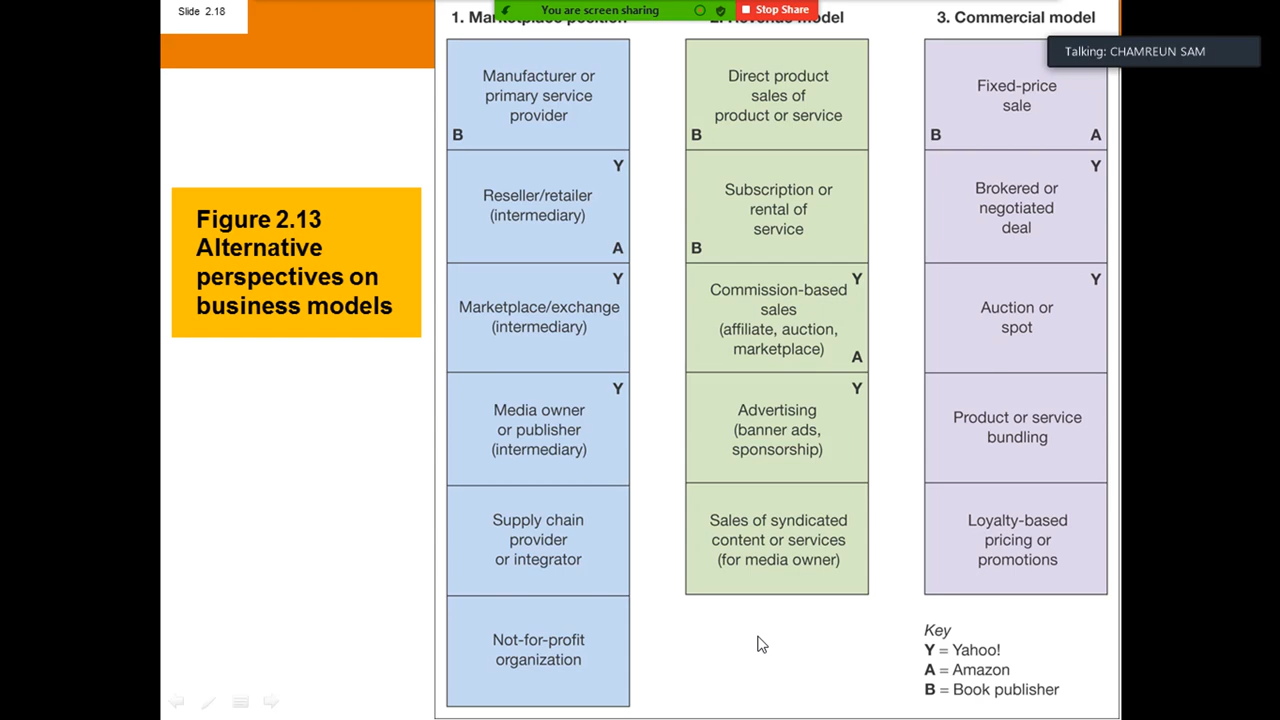 Slide 2.18
You are screen sharing
Stop Share
Talking: CHAMREUN SAM
Figure 2.13
Alternative
perspectives on
business models
1. Marketplace position
Manufacturer or
primary service
provider
B
Y
Reseller/retailer
(intermediary)
A
Y
Marketplace/exchange
(intermediary)
Y
Media owner
or publisher
(intermediary)
Supply chain
provider
or integrator
Not-for-profit
organization
2. Revenue model
Direct product
sales of
product or service
B
Subscription or
rental of
service
B
Y
Commission-based
sales
(affiliate, auction,
marketplace)
A
Y
Advertising
(banner ads,
sponsorship)
Sales of syndicated
content or services
(for media owner)
3. Commercial model
Fixed-price
sale
B A
Y
Brokered or
negotiated
deal
Y
Auction or
spot
Product or service
bundling
Loyalty-based
pricing or
promotions
Key
Y = Yahoo!
A = Amazon
B = Book publisher